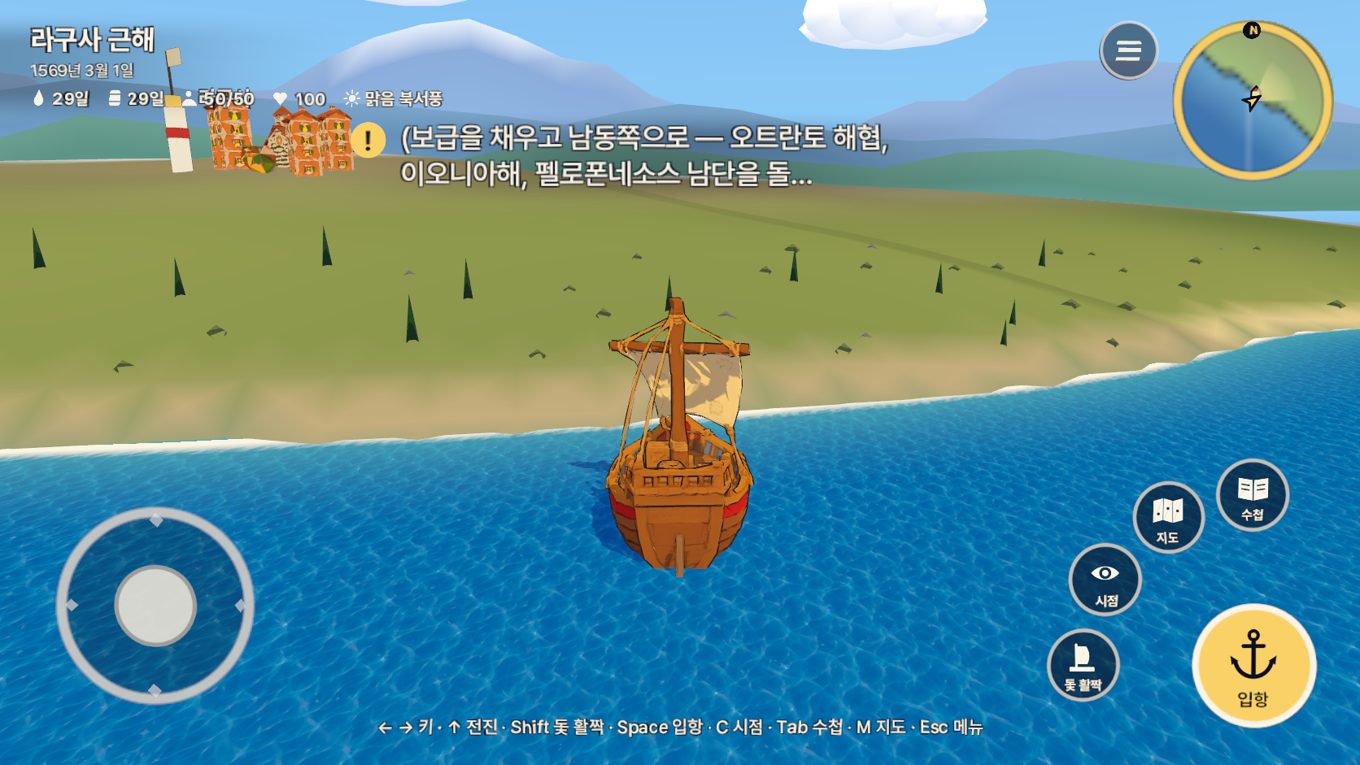 라구사 근해
1569년 3월 1일
29일 29일 50/50 100 맑음 북서풍
! (보급을 채우고 남동쪽으로 — 오트란토 해협,
이오니아해, 펠로폰네소스 남단을 돌...
N
수첩
지도
시점
돛 활짝
입항
← → 키 · ↑ 전진 · Shift 돛 활짝 · Space 입항 · C 시점 · Tab 수첩 · M 지도 · Esc 메뉴